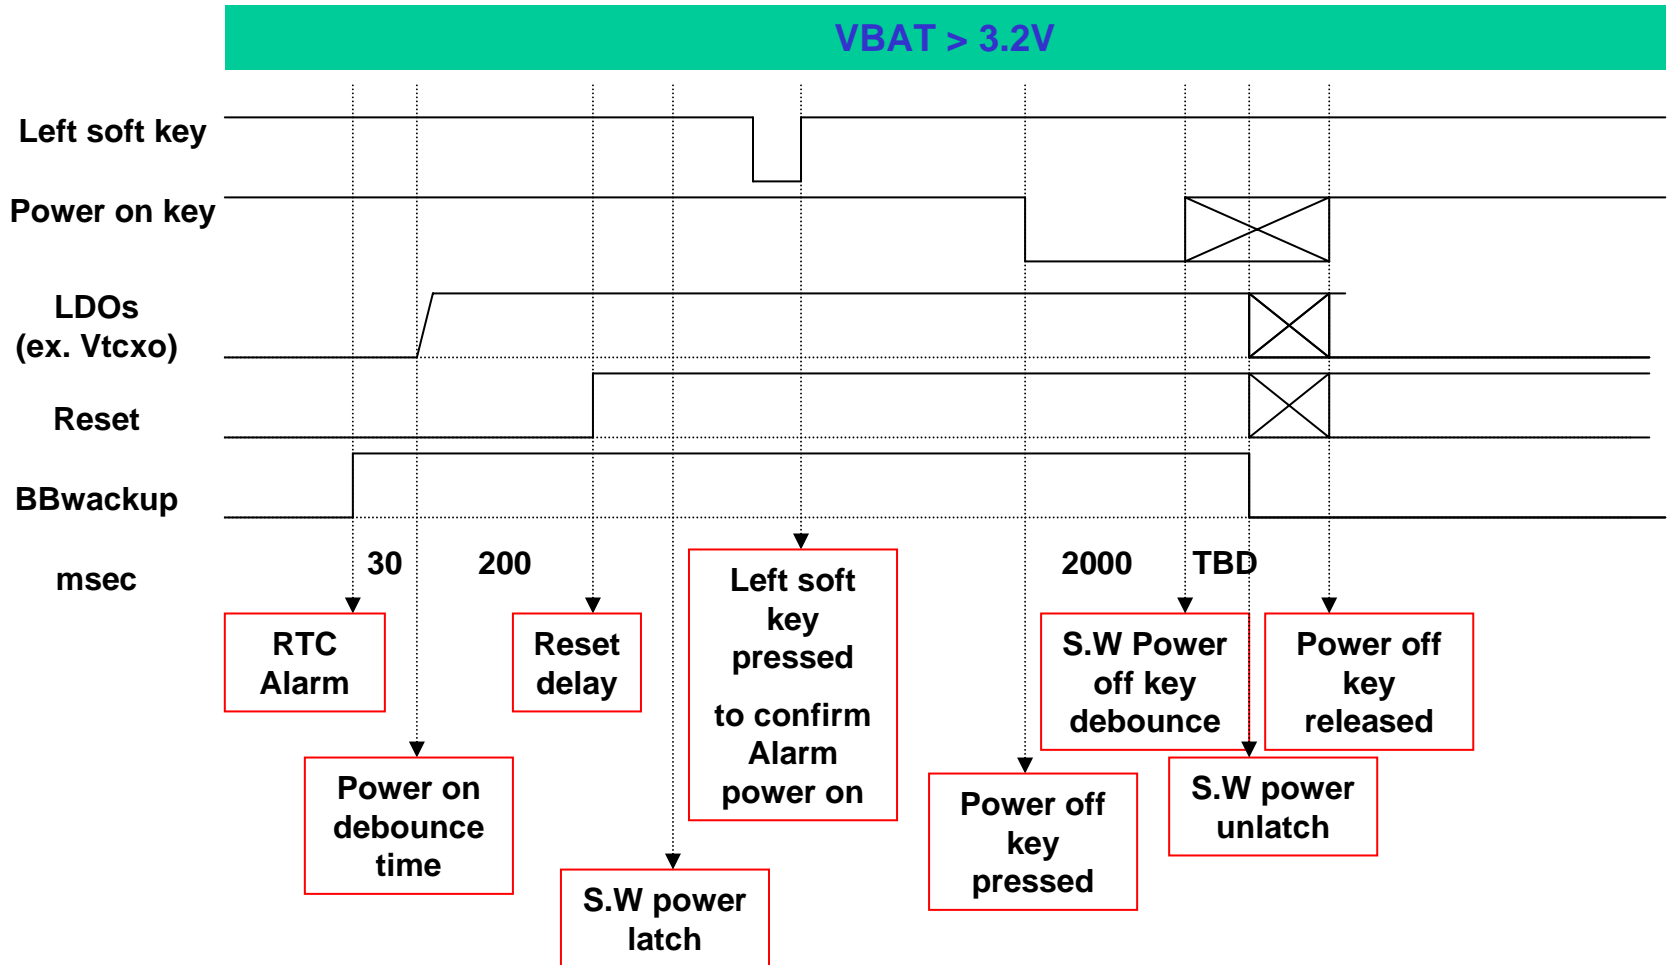 VBAT > 3.2V
Left soft key
Power on key
LDOs
(ex. Vtcxo)
Reset
BBwackup
msec
30
200
2000
TBD
RTC
Alarm
Power on
debounce
time
Reset
delay
S.W power
latch
Left soft
key
pressed
to confirm
Alarm
power on
Power off
key
pressed
S.W Power
off key
debounce
S.W power
unlatch
Power off
key
released